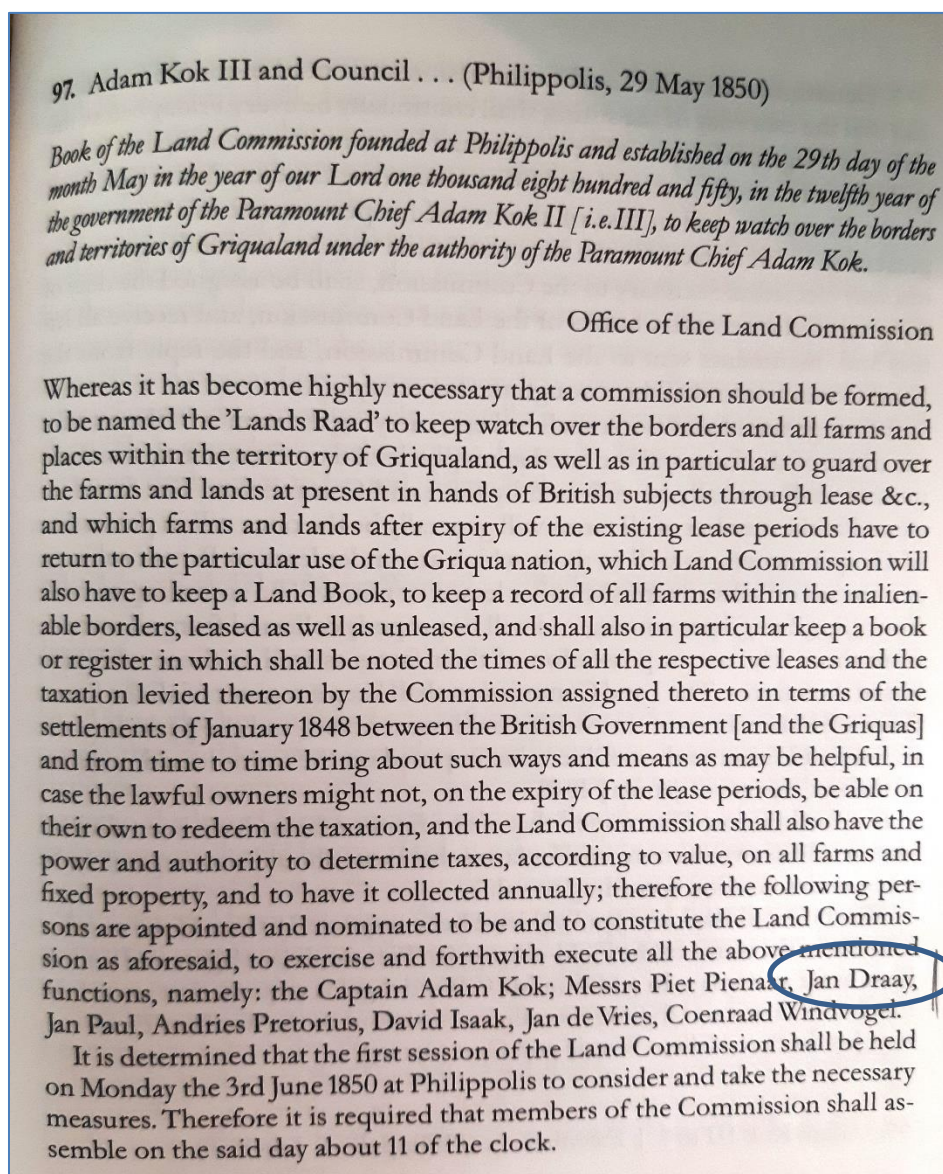 97. Adam Kok III and Council . . . (Philippolis, 29 May 1850)
Book of the Land Commission founded at Philippolis and established on the 29th day of the
month May in the year of our Lord one thousand eight hundred and fifty, in the twelfth year of
the government of the Paramount Chief Adam Kok II [i.e.III], to keep watch over the borders
and territories of Griqualand under the authority of the Paramount Chief Adam Kok.
Office of the Land Commission
Whereas it has become highly necessary that a commission should be formed,
to be named the 'Lands Raad' to keep watch over the borders and all farms and
places within the territory of Griqualand, as well as in particular to guard over
the farms and lands at present in hands of British subjects through lease &c.,
and which farms and lands after expiry of the existing lease periods have to
return to the particular use of the Griqua nation, which Land Commission will
also have to keep a Land Book, to keep a record of all farms within the inalien-
able borders, leased as well as unleased, and shall also in particular keep a book
or register in which shall be noted the times of all the respective leases and the
taxation levied thereon by the Commission assigned thereto in terms of the
settlements of January 1848 between the British Government [and the Griquas]
and from time to time bring about such ways and means as may be helpful, in
case the lawful owners might not, on the expiry of the lease periods, be able on
their own to redeem the taxation, and the Land Commission shall also have the
power and authority to determine taxes, according to value, on all farms and
fixed property, and to have it collected annually; therefore the following per-
sons are appointed and nominated to be and to constitute the Land Commis-
sion as aforesaid, to exercise and forthwith execute all the above mentioned
functions, namely: the Captain Adam Kok; Messrs Piet Pienaar, Jan Draay,
Jan Paul, Andries Pretorius, David Isaak, Jan de Vries, Coenraad Windvogel.
It is determined that the first session of the Land Commission shall be held
on Monday the 3rd June 1850 at Philippolis to consider and take the necessary
measures. Therefore it is required that members of the Commission shall as-
semble on the said day about 11 of the clock.